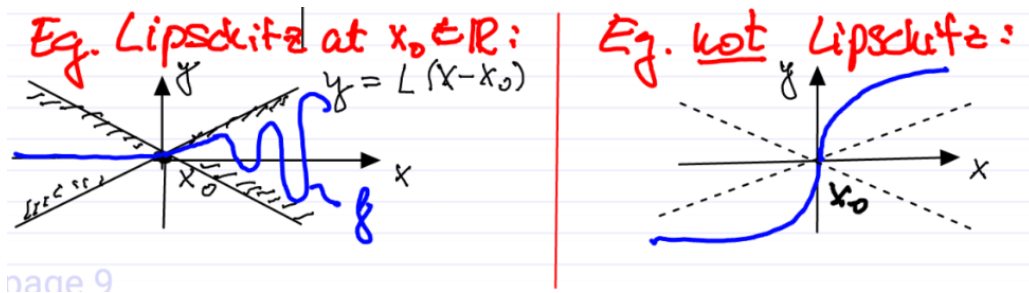 Eg. Lipschitz at x₀ ∈ ℝ:
y
y = L(x-x₀)
x₀
x
f
Eg. not Lipschitz:
y
x
x₀
page 9